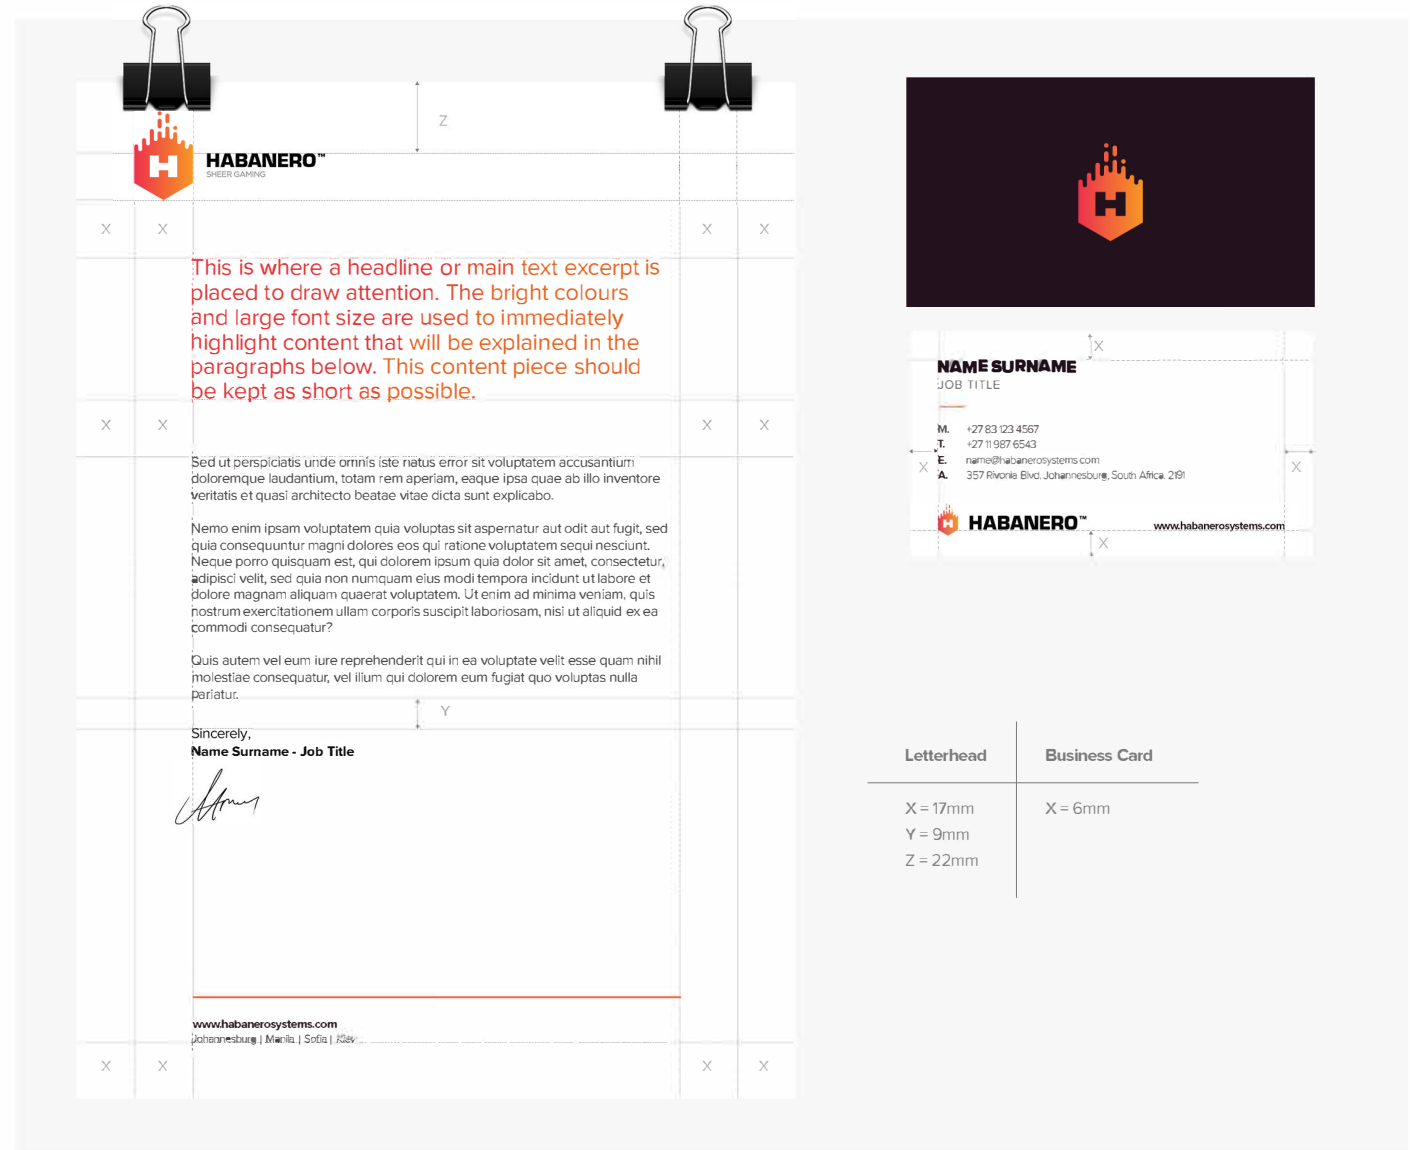 Z
H
HABANERO™
SHEER GAMING
X X X X
This is where a headline or main text excerpt is
placed to draw attention. The bright colours
and large font size are used to immediately
highlight content that will be explained in the
paragraphs below. This content piece should
be kept as short as possible.
X X X X
Sed ut perspiciatis unde omnis iste natus error sit voluptatem accusantium
doloremque laudantium, totam rem aperiam, eaque ipsa quae ab illo inventore
veritatis et quasi architecto beatae vitae dicta sunt explicabo.
Nemo enim ipsam voluptatem quia voluptas sit aspernatur aut odit aut fugit, sed
quia consequuntur magni dolores eos qui ratione voluptatem sequi nesciunt.
Neque porro quisquam est, qui dolorem ipsum quia dolor sit amet, consectetur,
adipisci velit, sed quia non numquam eius modi tempora incidunt ut labore et
dolore magnam aliquam quaerat voluptatem. Ut enim ad minima veniam, quis
nostrum exercitationem ullam corporis suscipit laboriosam, nisi ut aliquid ex ea
commodi consequatur?
Quis autem vel eum iure reprehenderit qui in ea voluptate velit esse quam nihil
molestiae consequatur, vel illum qui dolorem eum fugiat quo voluptas nulla
pariatur.
Y
Sincerely,
Name Surname - Job Title
www.habanerosystems.com
Johannesburg | Manila | Sofia | Kiev
X X X X
H
X
NAME SURNAME
JOB TITLE
M. +27 83 123 4567
T. +27 11 987 6543
E. name@habanerosystems.com
A. 357 Rivonia Blvd. Johannesburg, South Africa. 2191
X X
H HABANERO™ www.habanerosystems.com
X
Letterhead Business Card
X = 17mm X = 6mm
Y = 9mm
Z = 22mm